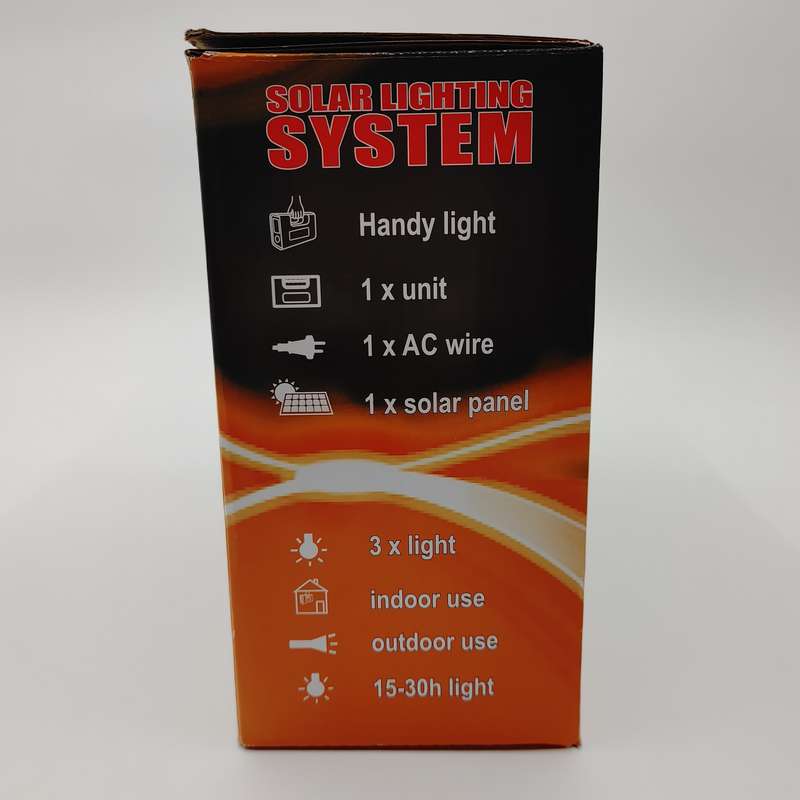 SOLAR LIGHTING
SYSTEM
Handy light
1 x unit
1 x AC wire
1 x solar panel
3 x light
indoor use
outdoor use
15-30h light